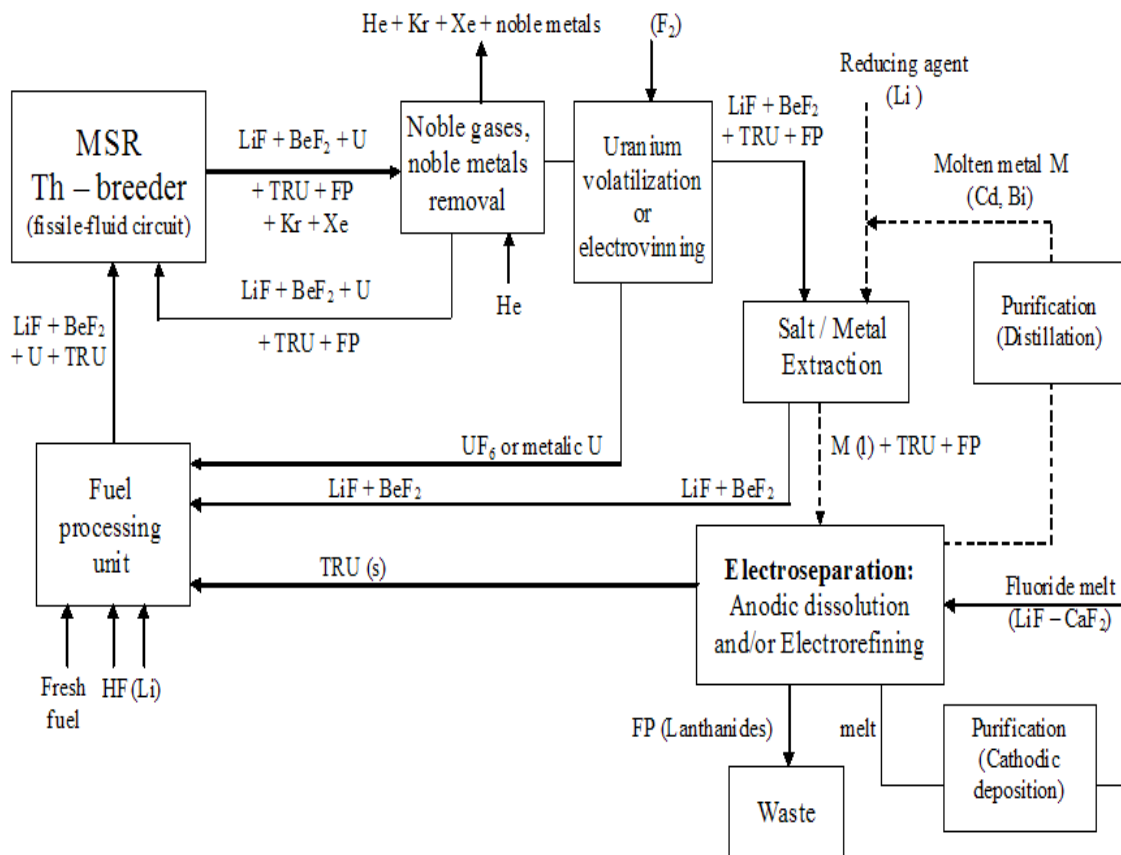 He + Kr + Xe + noble metals
(F₂)
Reducing agent
(Li )
MSR
Th – breeder
(fissile-fluid circuit)
LiF + BeF₂ + U
+ TRU + FP
+ Kr + Xe
Noble gases,
noble metals
removal
Uranium
volatilization
or
electrovinning
LiF + BeF₂
+ TRU + FP
Molten metal M
(Cd, Bi)
LiF + BeF₂ + U
+ TRU + FP
He
LiF + BeF₂
+ U + TRU
Salt / Metal
Extraction
Purification
(Distillation)
UF₆ or metalic U
M (l) + TRU + FP
LiF + BeF₂
LiF + BeF₂
Fuel
processing
unit
TRU (s)
Electroseparation:
Anodic dissolution
and/or Electrorefining
Fluoride melt
(LiF – CaF₂)
Fresh
fuel
HF (Li)
FP (Lanthanides)
melt
Purification
(Cathodic
deposition)
Waste